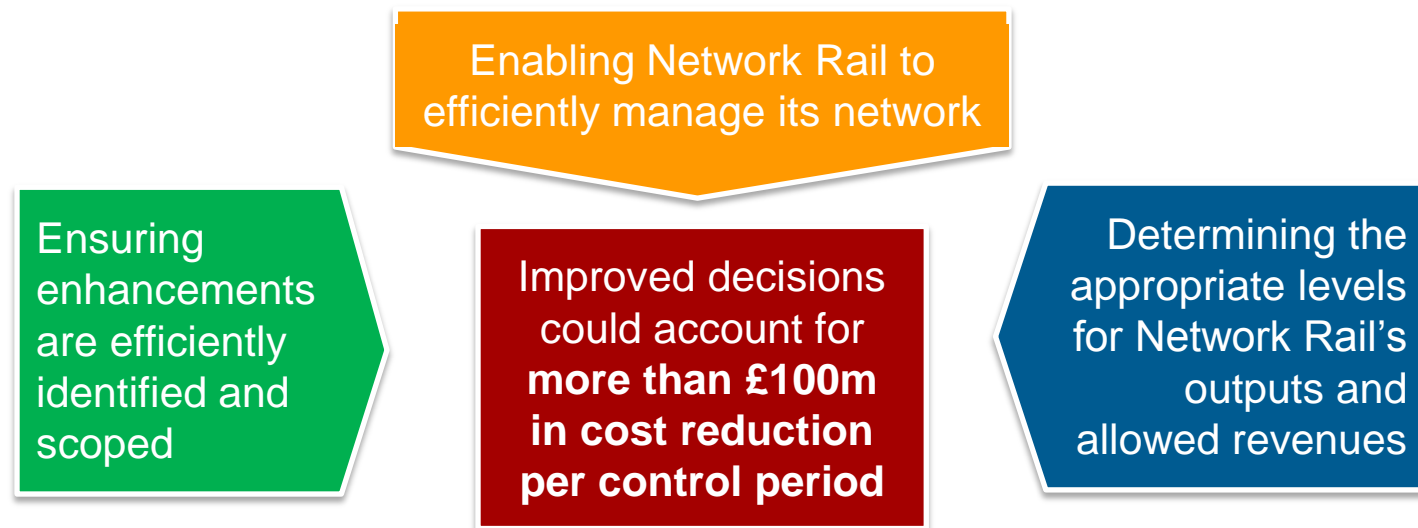 Enabling Network Rail to
efficiently manage its network
Ensuring
enhancements
are efficiently
identified and
scoped
Improved decisions
could account for
more than £100m
in cost reduction
per control period
Determining the
appropriate levels
for Network Rail’s
outputs and
allowed revenues